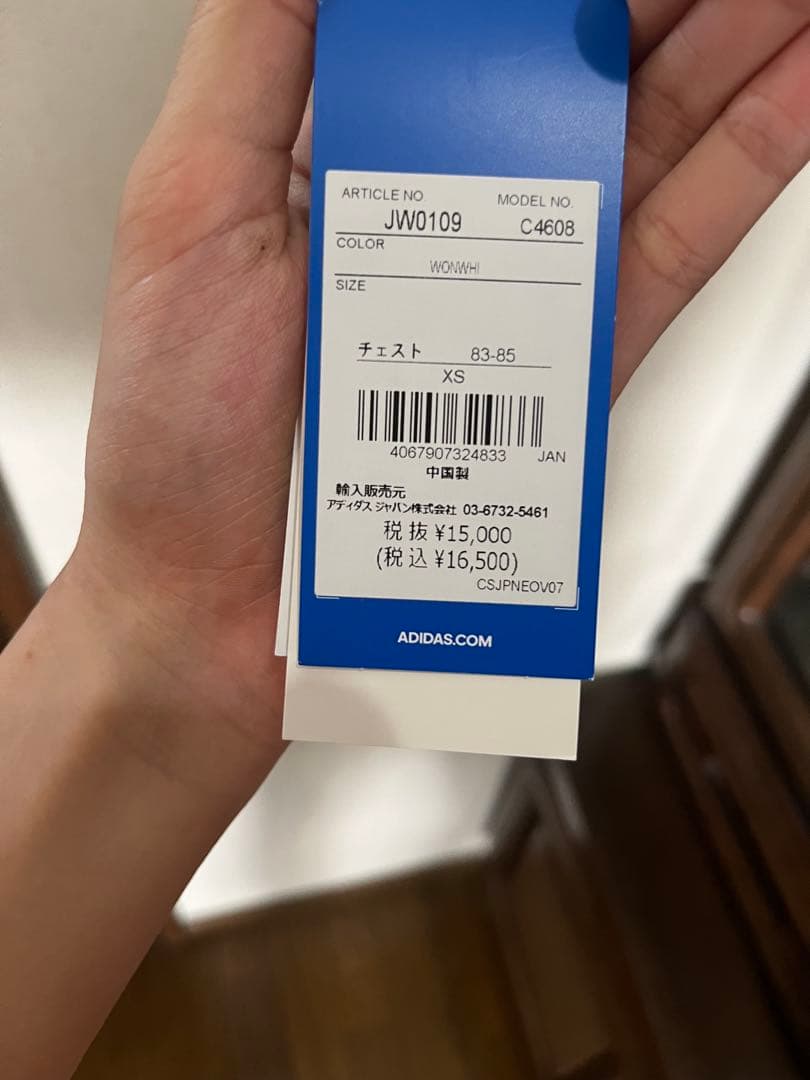 ARTICLE NO. MODEL NO.
JW0109 C4608
COLOR
WONWHI
SIZE
チェスト 83-85
XS
4067907324833 JAN
中国製
輸入販売元
アディダス ジャパン株式会社 03-6732-5461
税抜 ¥15,000
(税込 ¥16,500)
CSJPNEOV07
ADIDAS.COM